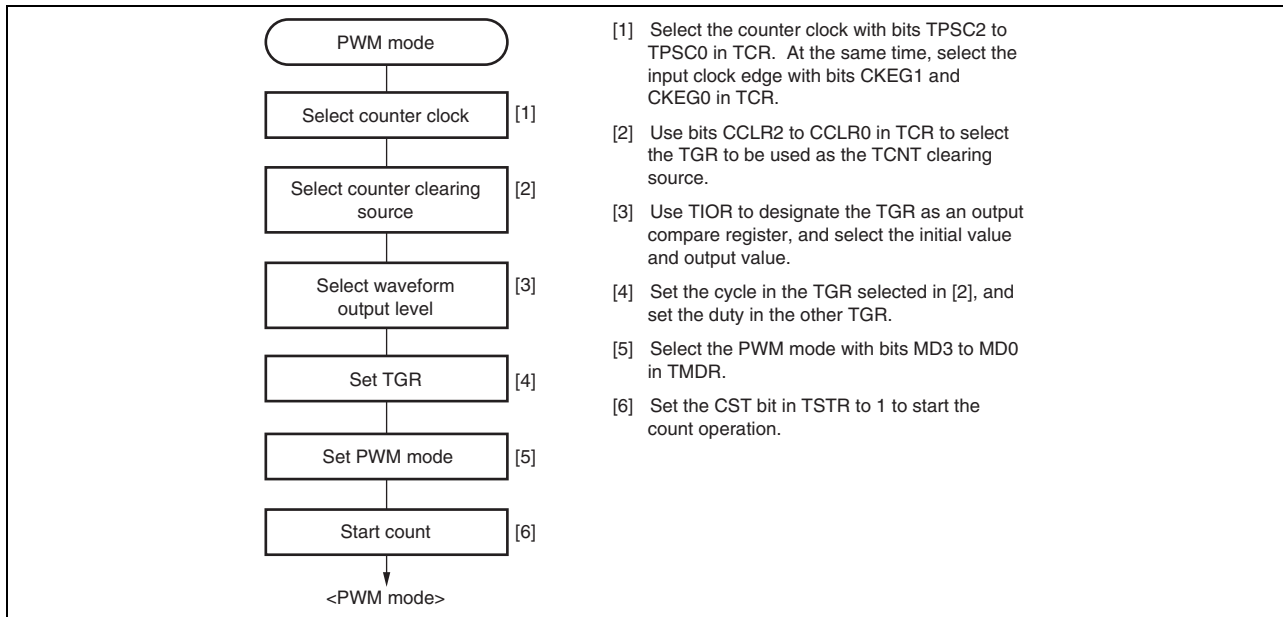 PWM mode
Select counter clock
[1]
Select counter clearing
source
[2]
Select waveform
output level
[3]
Set TGR
[4]
Set PWM mode
[5]
Start count
[6]
<PWM mode>
[1] Select the counter clock with bits TPSC2 to
TPSC0 in TCR. At the same time, select the
input clock edge with bits CKEG1 and
CKEG0 in TCR.
[2] Use bits CCLR2 to CCLR0 in TCR to select
the TGR to be used as the TCNT clearing
source.
[3] Use TIOR to designate the TGR as an output
compare register, and select the initial value
and output value.
[4] Set the cycle in the TGR selected in [2], and
set the duty in the other TGR.
[5] Select the PWM mode with bits MD3 to MD0
in TMDR.
[6] Set the CST bit in TSTR to 1 to start the
count operation.